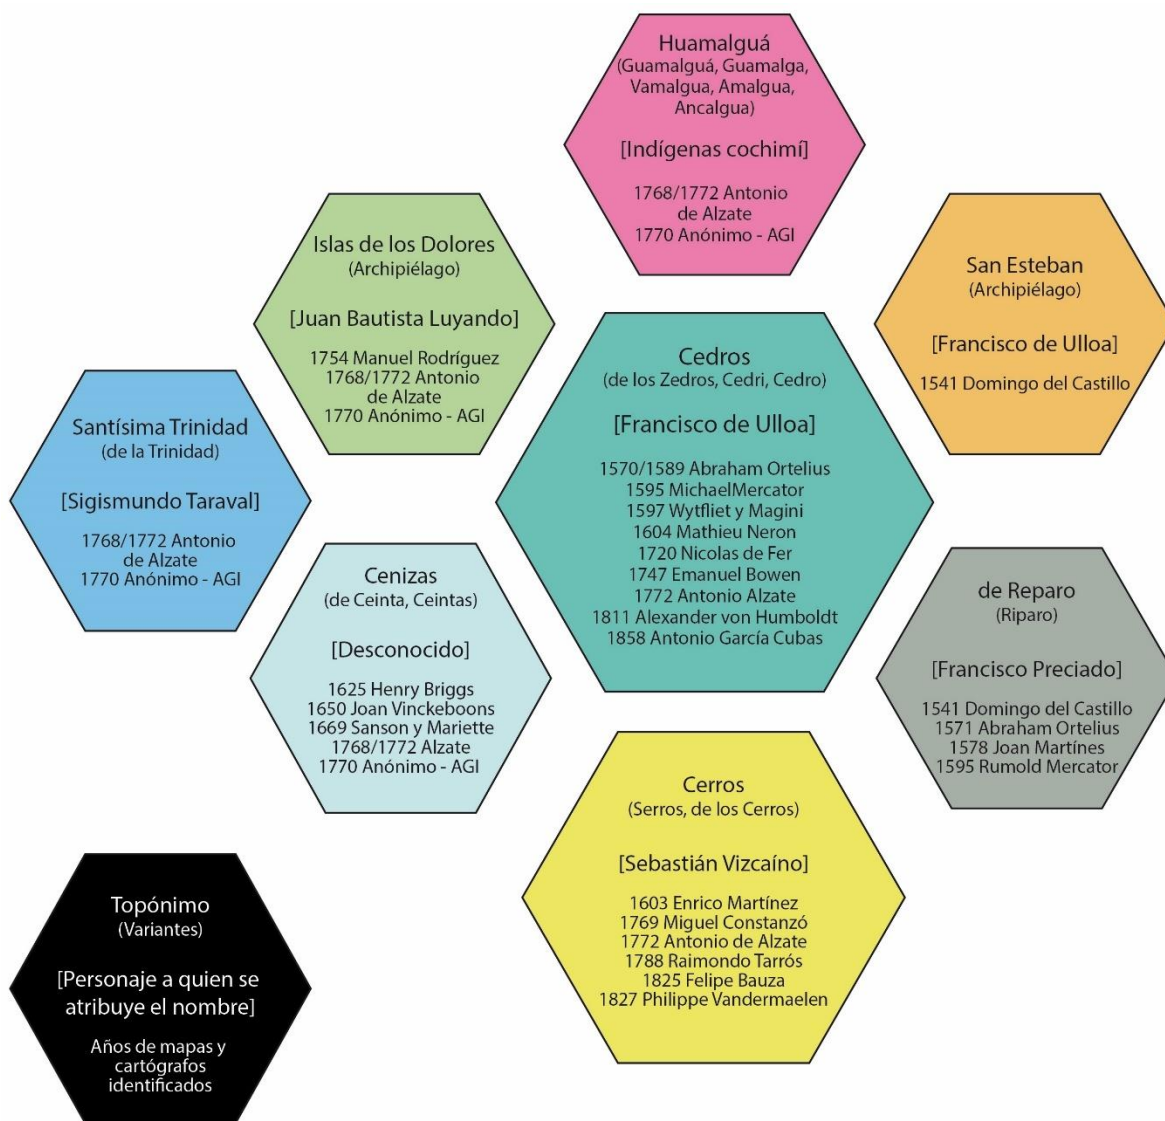 Huamalguá
(Guamalguá, Guamalga,
Vamalgua, Amalgua,
Ancalgua)
[Indígenas cochimí]
1768/1772 Antonio
de Alzate
1770 Anónimo - AGI
Islas de los Dolores
(Archipiélago)
[Juan Bautista Luyando]
1754 Manuel Rodríguez
1768/1772 Antonio
de Alzate
1770 Anónimo - AGI
San Esteban
(Archipiélago)
[Francisco de Ulloa]
1541 Domingo del Castillo
Cedros
(de los Zedros, Cedri, Cedro)
[Francisco de Ulloa]
1570/1589 Abraham Ortelius
1595 MichaelMercator
1597 Wytfliet y Magini
1604 Mathieu Neron
1720 Nicolas de Fer
1747 Emanuel Bowen
1772 Antonio Alzate
1811 Alexander von Humboldt
1858 Antonio García Cubas
Santísima Trinidad
(de la Trinidad)
[Sigismundo Taraval]
1768/1772 Antonio
de Alzate
1770 Anónimo - AGI
Cenizas
(de Ceinta, Ceintas)
[Desconocido]
1625 Henry Briggs
1650 Joan Vinckeboons
1669 Sanson y Mariette
1768/1772 Alzate
1770 Anónimo - AGI
de Reparo
(Riparo)
[Francisco Preciado]
1541 Domingo del Castillo
1571 Abraham Ortelius
1578 Joan Martínes
1595 Rumold Mercator
Cerros
(Serros, de los Cerros)
[Sebastián Vizcaíno]
1603 Enrico Martínez
1769 Miguel Constanzó
1772 Antonio de Alzate
1788 Raimondo Tarrós
1825 Felipe Bauza
1827 Philippe Vandermaelen
Topónimo
(Variantes)
[Personaje a quien se
atribuye el nombre]
Años de mapas y
cartógrafos
identificados